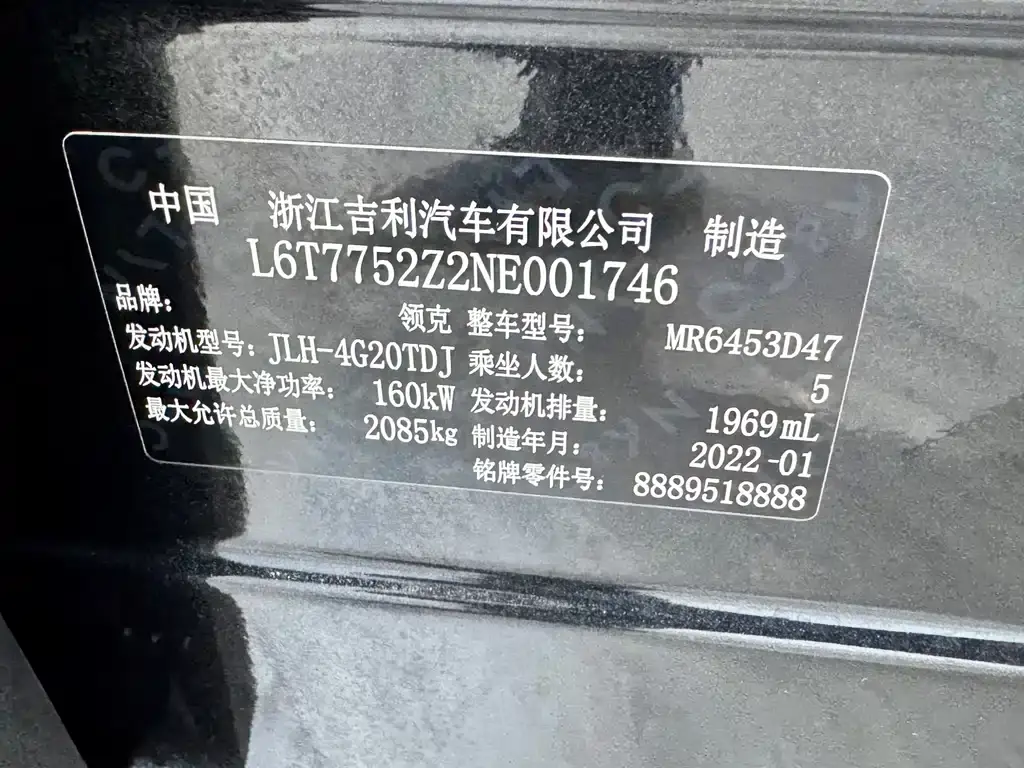 中国 浙江吉利汽车有限公司 制造
L6T7752Z2NE001746
品牌: 领克 整车型号: MR6453D47
发动机型号: JLH-4G20TDJ 乘坐人数: 5
发动机最大净功率: 160kW 发动机排量: 1969mL
最大允许总质量: 2085kg 制造年月: 2022-01
铭牌零件号: 8889518888